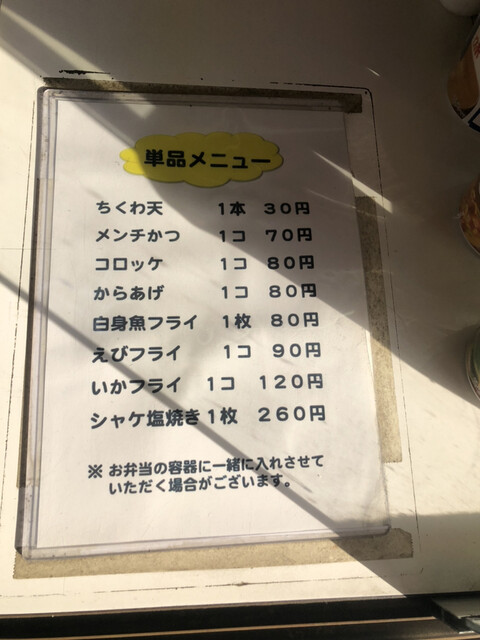 単品メニュー
ちくわ天 1本 30円
メンチかつ 1コ 70円
コロッケ 1コ 80円
からあげ 1コ 80円
白身魚フライ 1枚 80円
えびフライ 1コ 90円
いかフライ 1コ 120円
シャケ塩焼き 1枚 260円
※ お弁当の容器に一緒に入れさせて
いただく場合がございます。